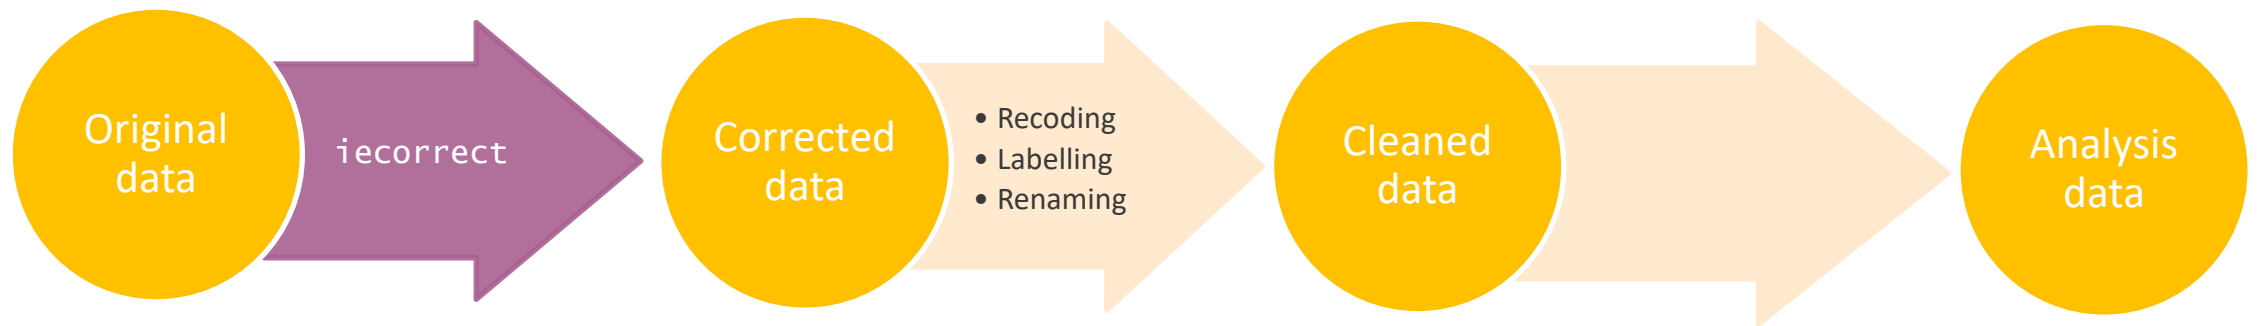 Original
data
iecorrect
Corrected
data
• Recoding
• Labelling
• Renaming
Cleaned
data
Analysis
data